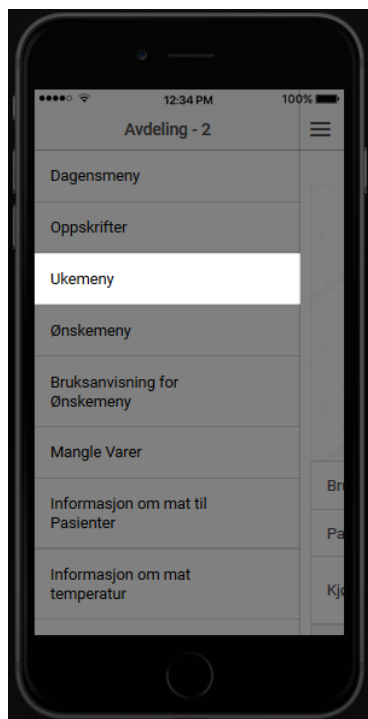 12:34 PM
100%
Avdeling - 2
Dagensmeny
Oppskrifter
Ukemeny
Ønskemeny
Bruksanvisning for
Ønskemeny
Mangle Varer
Informasjon om mat til
Pasienter
Informasjon om mat
temperatur
Br
Pa
Kj